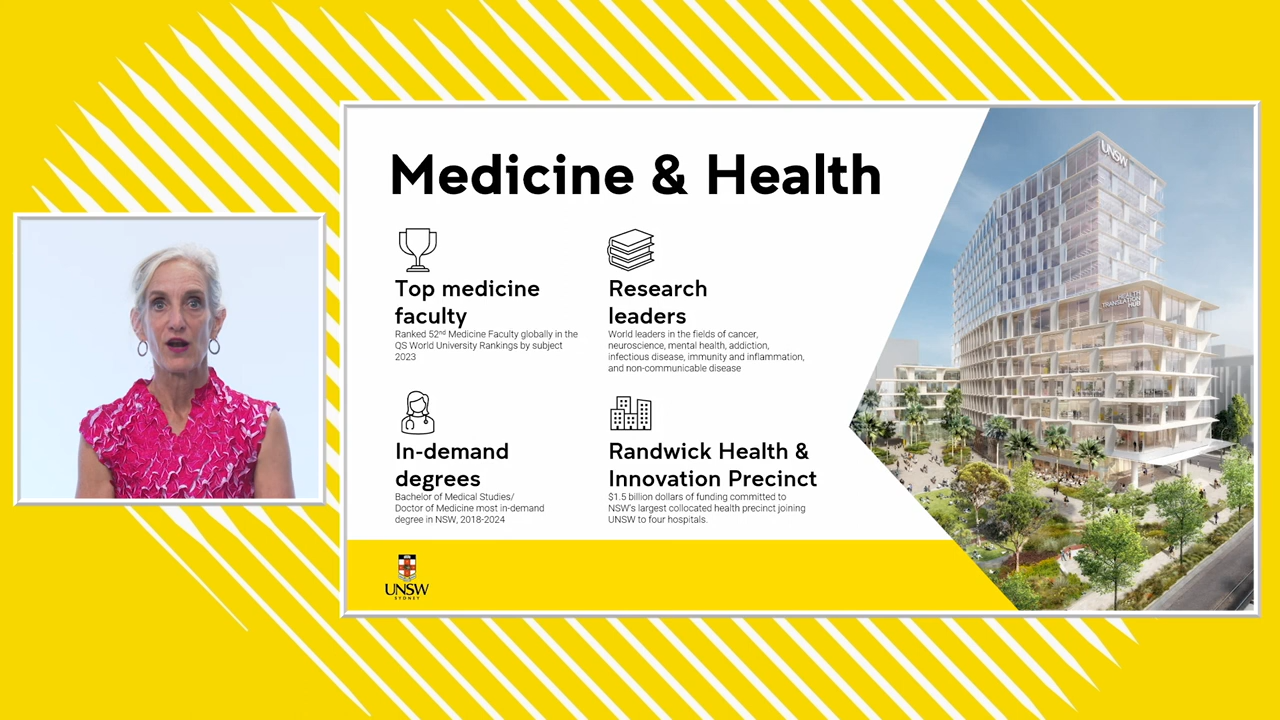 Medicine & Health
Top medicine
faculty
Ranked 52nd Medicine Faculty globally in the
QS World University Rankings by subject
2023
Research
leaders
World leaders in the fields of cancer,
neuroscience, mental health, addiction,
infectious disease, immunity and inflammation,
and non-communicable disease
In-demand
degrees
Bachelor of Medical Studies/
Doctor of Medicine most in-demand
degree in NSW, 2018-2024
Randwick Health &
Innovation Precinct
$1.5 billion dollars of funding committed to
NSW's largest collocated health precinct joining
UNSW to four hospitals.
UNSW
HEALTH
TRANSLATION
HUB
UNSW
SYDNEY